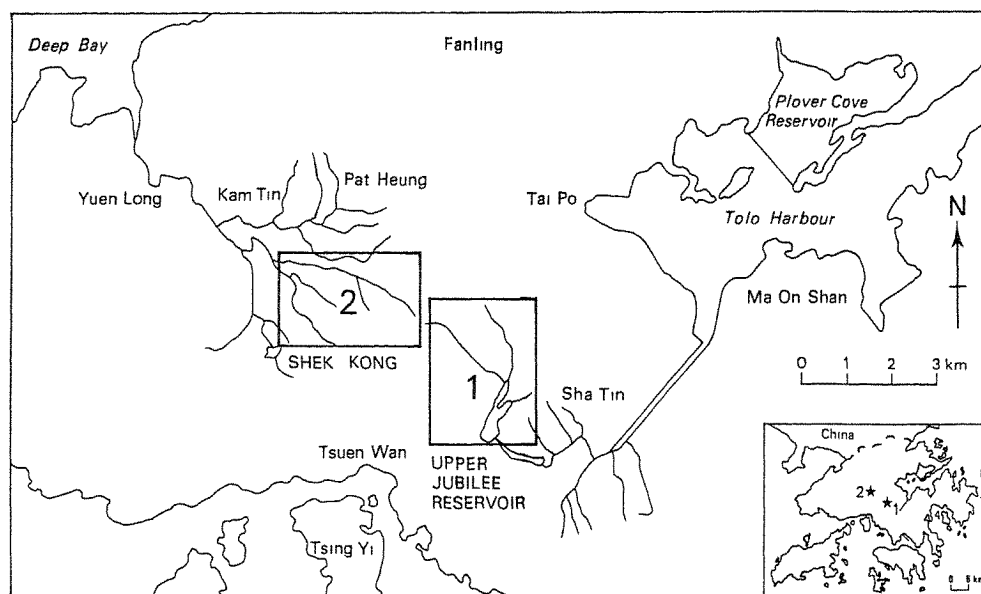 Deep Bay
Fanling
Plover Cove
Reservoir
Kam Tin
Pat Heung
Yuen Long
Tai Po
Tolo Harbour
N
2
Ma On Shan
SHEK KONG
1
0 1 2 3 km
Sha Tin
Tsuen Wan
UPPER
JUBILEE
RESERVOIR
China
2
1
Tsing Yi